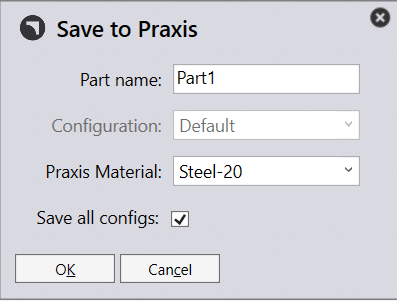 Save to Praxis
Part name: Part1
Configuration: Default
Praxis Material: Steel-20
Save all configs:
OK Cancel